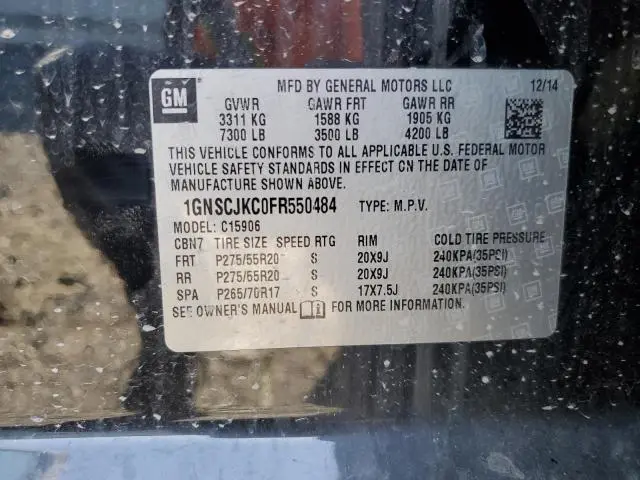 GM
MFD BY GENERAL MOTORS LLC 12/14
GVWR GAWR FRT GAWR RR
3311 KG 1588 KG 1905 KG
7300 LB 3500 LB 4200 LB
THIS VEHICLE CONFORMS TO ALL APPLICABLE U.S. FEDERAL MOTOR
VEHICLE SAFETY STANDARDS IN EFFECT ON THE DATE OF
MANUFACTURE SHOWN ABOVE.
1GNSCJKC0FR550484 TYPE: M.P.V.
MODEL: C15906
CBN7 TIRE SIZE SPEED RTG RIM COLD TIRE PRESSURE
FRT P275/55R20 S 20X9J 240KPA(35PSI)
RR P275/55R20 S 20X9J 240KPA(35PSI)
SPA P265/70R17 S 17X7.5J 240KPA(35PSI)
SEE OWNER'S MANUAL FOR MORE INFORMATION